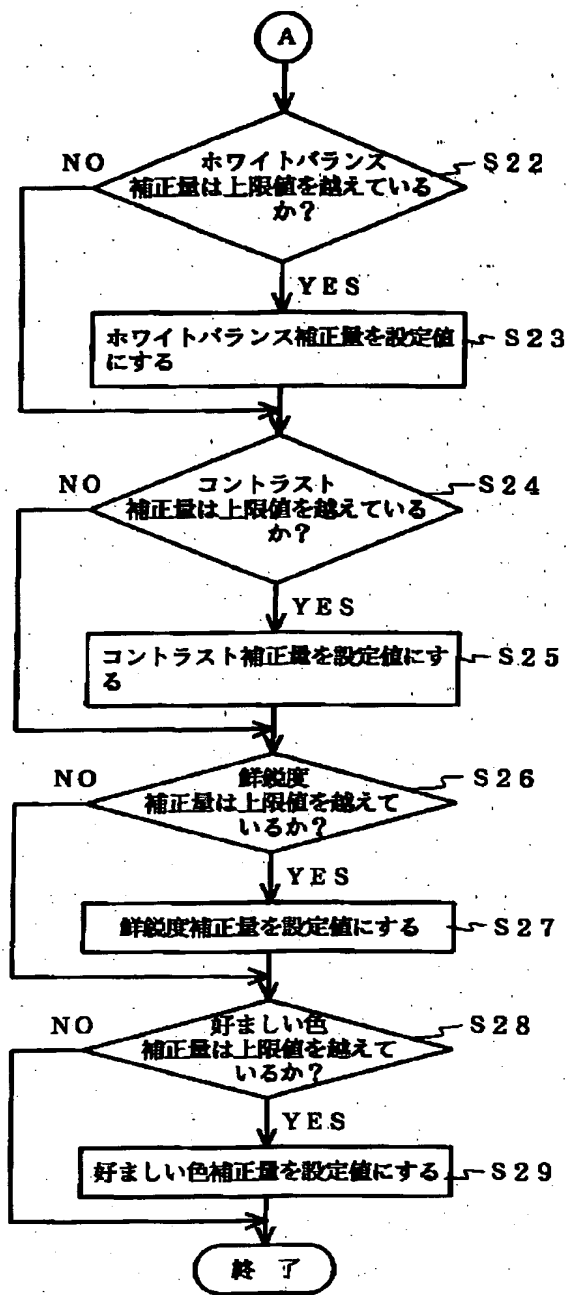 A
NO
ホワイトバランス
補正量は上限値を越えている
か?
S22
YES
ホワイトバランス補正量を設定値
にする
S23
NO
コントラスト
補正量は上限値を越えている
か?
S24
YES
コントラスト補正量を設定値にす
る
S25
NO
鮮鋭度
補正量は上限値を越えて
いるか?
S26
YES
鮮鋭度補正量を設定値にする
S27
NO
好ましい色
補正量は上限値を越えて
いるか?
S28
YES
好ましい色補正量を設定値にする
S29
終了